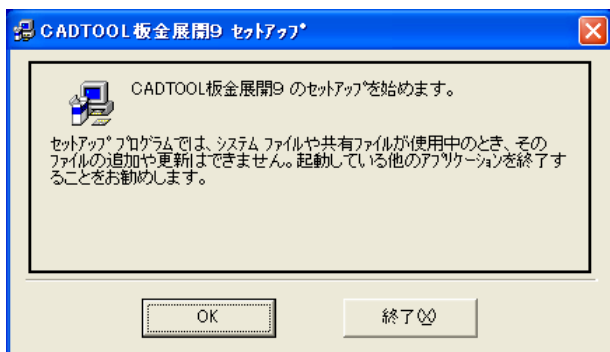 CADTOOL板金展開9 ｾｯﾄｱｯﾌﾟ
CADTOOL板金展開9 のｾｯﾄｱｯﾌﾟを始めます。
ｾｯﾄｱｯﾌﾟ ﾌﾟﾛｸﾞﾗﾑでは、ｼｽﾃﾑ ﾌｧｲﾙや共有ﾌｧｲﾙが使用中のとき、その
ﾌｧｲﾙの追加や更新はできません。起動している他のｱﾌﾟﾘｹｰｼｮﾝを終了す
ることをお勧めします。
OK
終了(X)